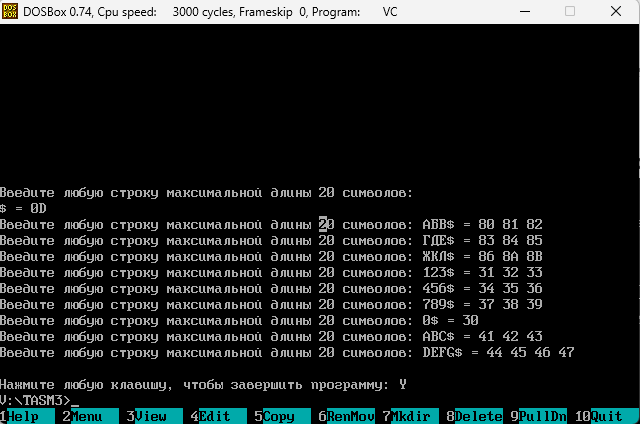 DOSBox 0.74, Cpu speed: 3000 cycles, Frameskip 0, Program: VC
Введите любую строку максимальной длины 20 символов:
$ = 0D
Введите любую строку максимальной длины 20 символов: АБВ$ = 80 81 82
Введите любую строку максимальной длины 20 символов: ГДЕ$ = 83 84 85
Введите любую строку максимальной длины 20 символов: ЖКЛ$ = 86 8A 8B
Введите любую строку максимальной длины 20 символов: 123$ = 31 32 33
Введите любую строку максимальной длины 20 символов: 456$ = 34 35 36
Введите любую строку максимальной длины 20 символов: 789$ = 37 38 39
Введите любую строку максимальной длины 20 символов: 0$ = 30
Введите любую строку максимальной длины 20 символов: ABC$ = 41 42 43
Введите любую строку максимальной длины 20 символов: DEFG$ = 44 45 46 47
Нажмите любую клавишу, чтобы завершить программу: Y
V:\TASM3>_
1Help 2Menu 3View 4Edit 5Copy 6RenMov 7Mkdir 8Delete 9PullDn 10Quit